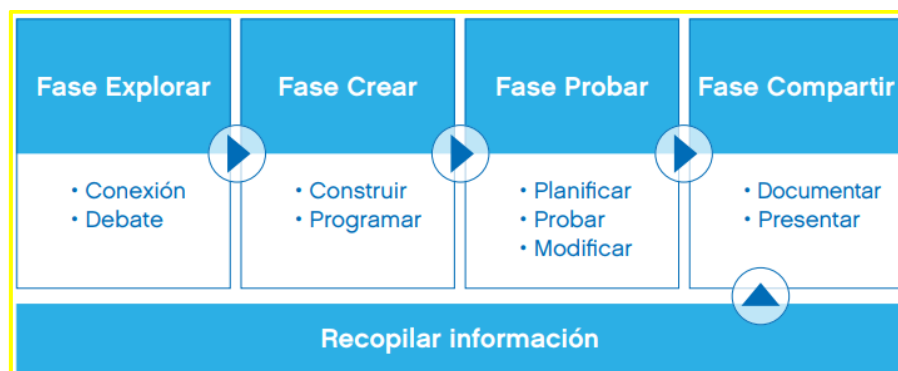 Fase Explorar
• Conexión
• Debate
Fase Crear
• Construir
• Programar
Fase Probar
• Planificar
• Probar
• Modificar
Fase Compartir
• Documentar
• Presentar
Recopilar información